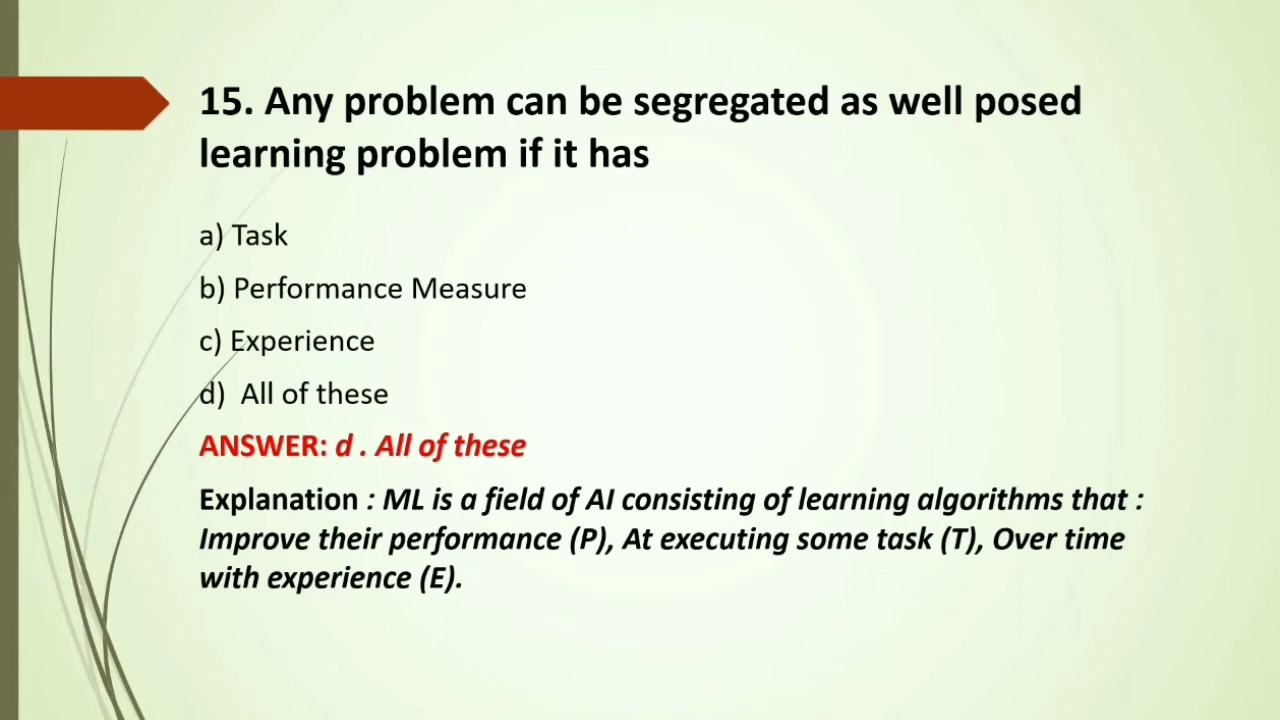 15. Any problem can be segregated as well posed
learning problem if it has
a) Task
b) Performance Measure
c) Experience
d)  All of these
ANSWER: d . All of these
Explanation : ML is a field of AI consisting of learning algorithms that :
Improve their performance (P), At executing some task (T), Over time
with experience (E).